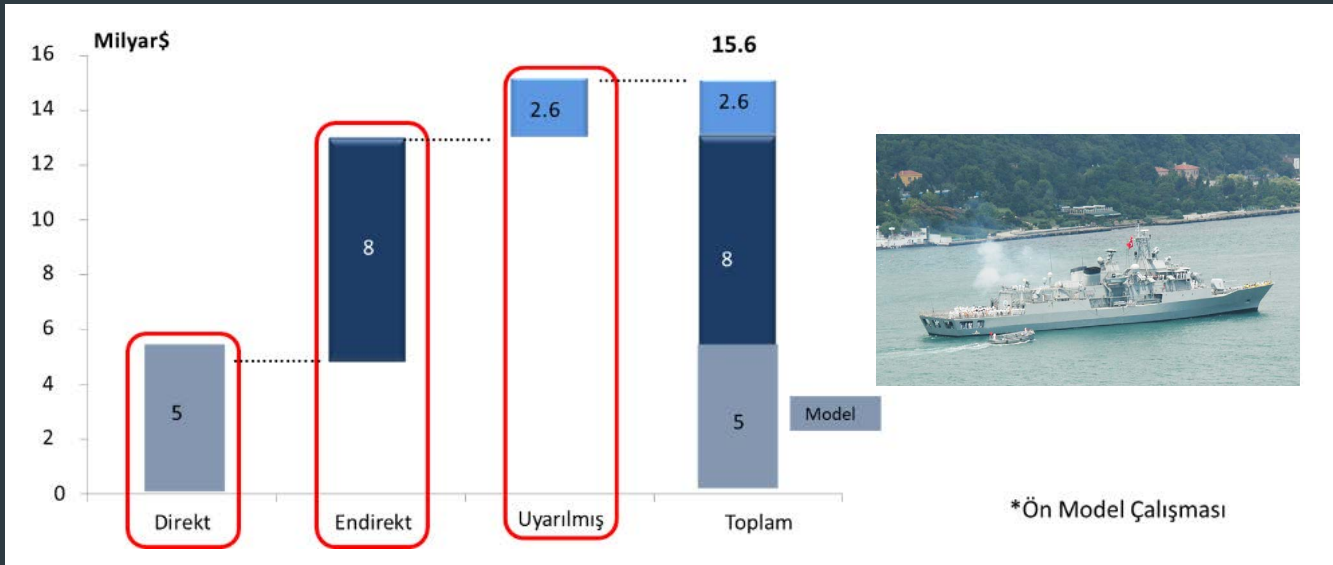 Milyar$
15.6
16
14
12
10
8
6
4
2
0
5
8
2.6
2.6
8
5
Model
Direkt
Endirekt
Uyarılmış
Toplam
*Ön Model Çalışması